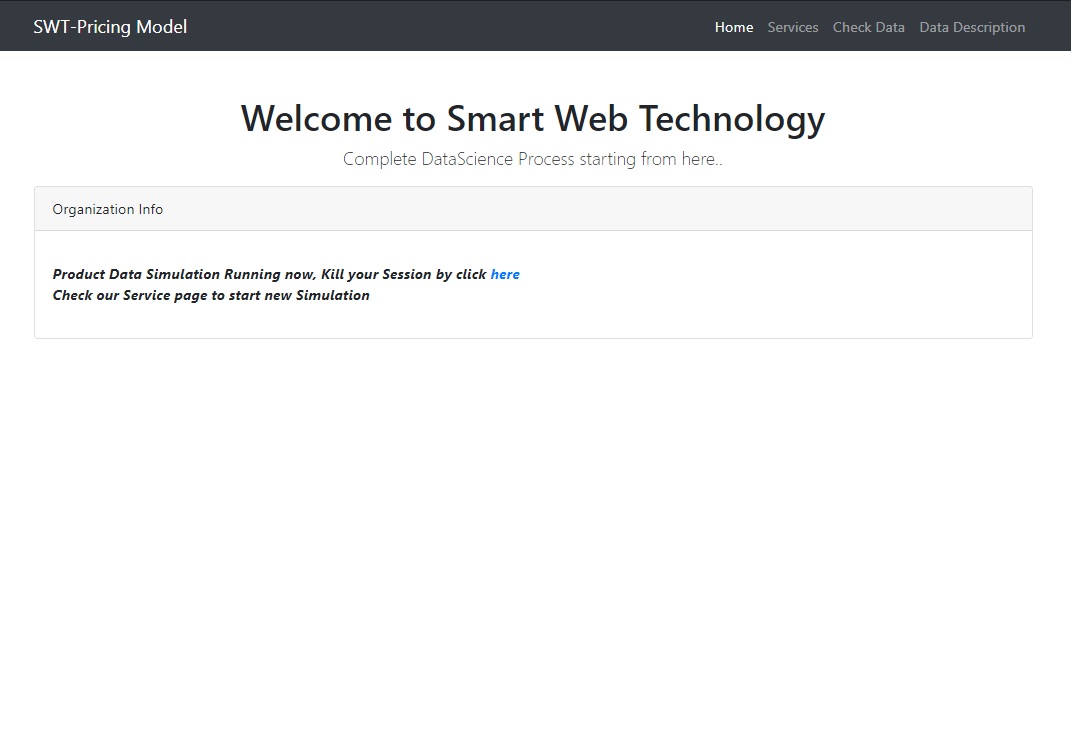 SWT-Pricing Model
Home Services Check Data Data Description
Welcome to Smart Web Technology
Complete DataScience Process starting from here..
Organization Info
Product Data Simulation Running now, Kill your Session by click here
Check our Service page to start new Simulation